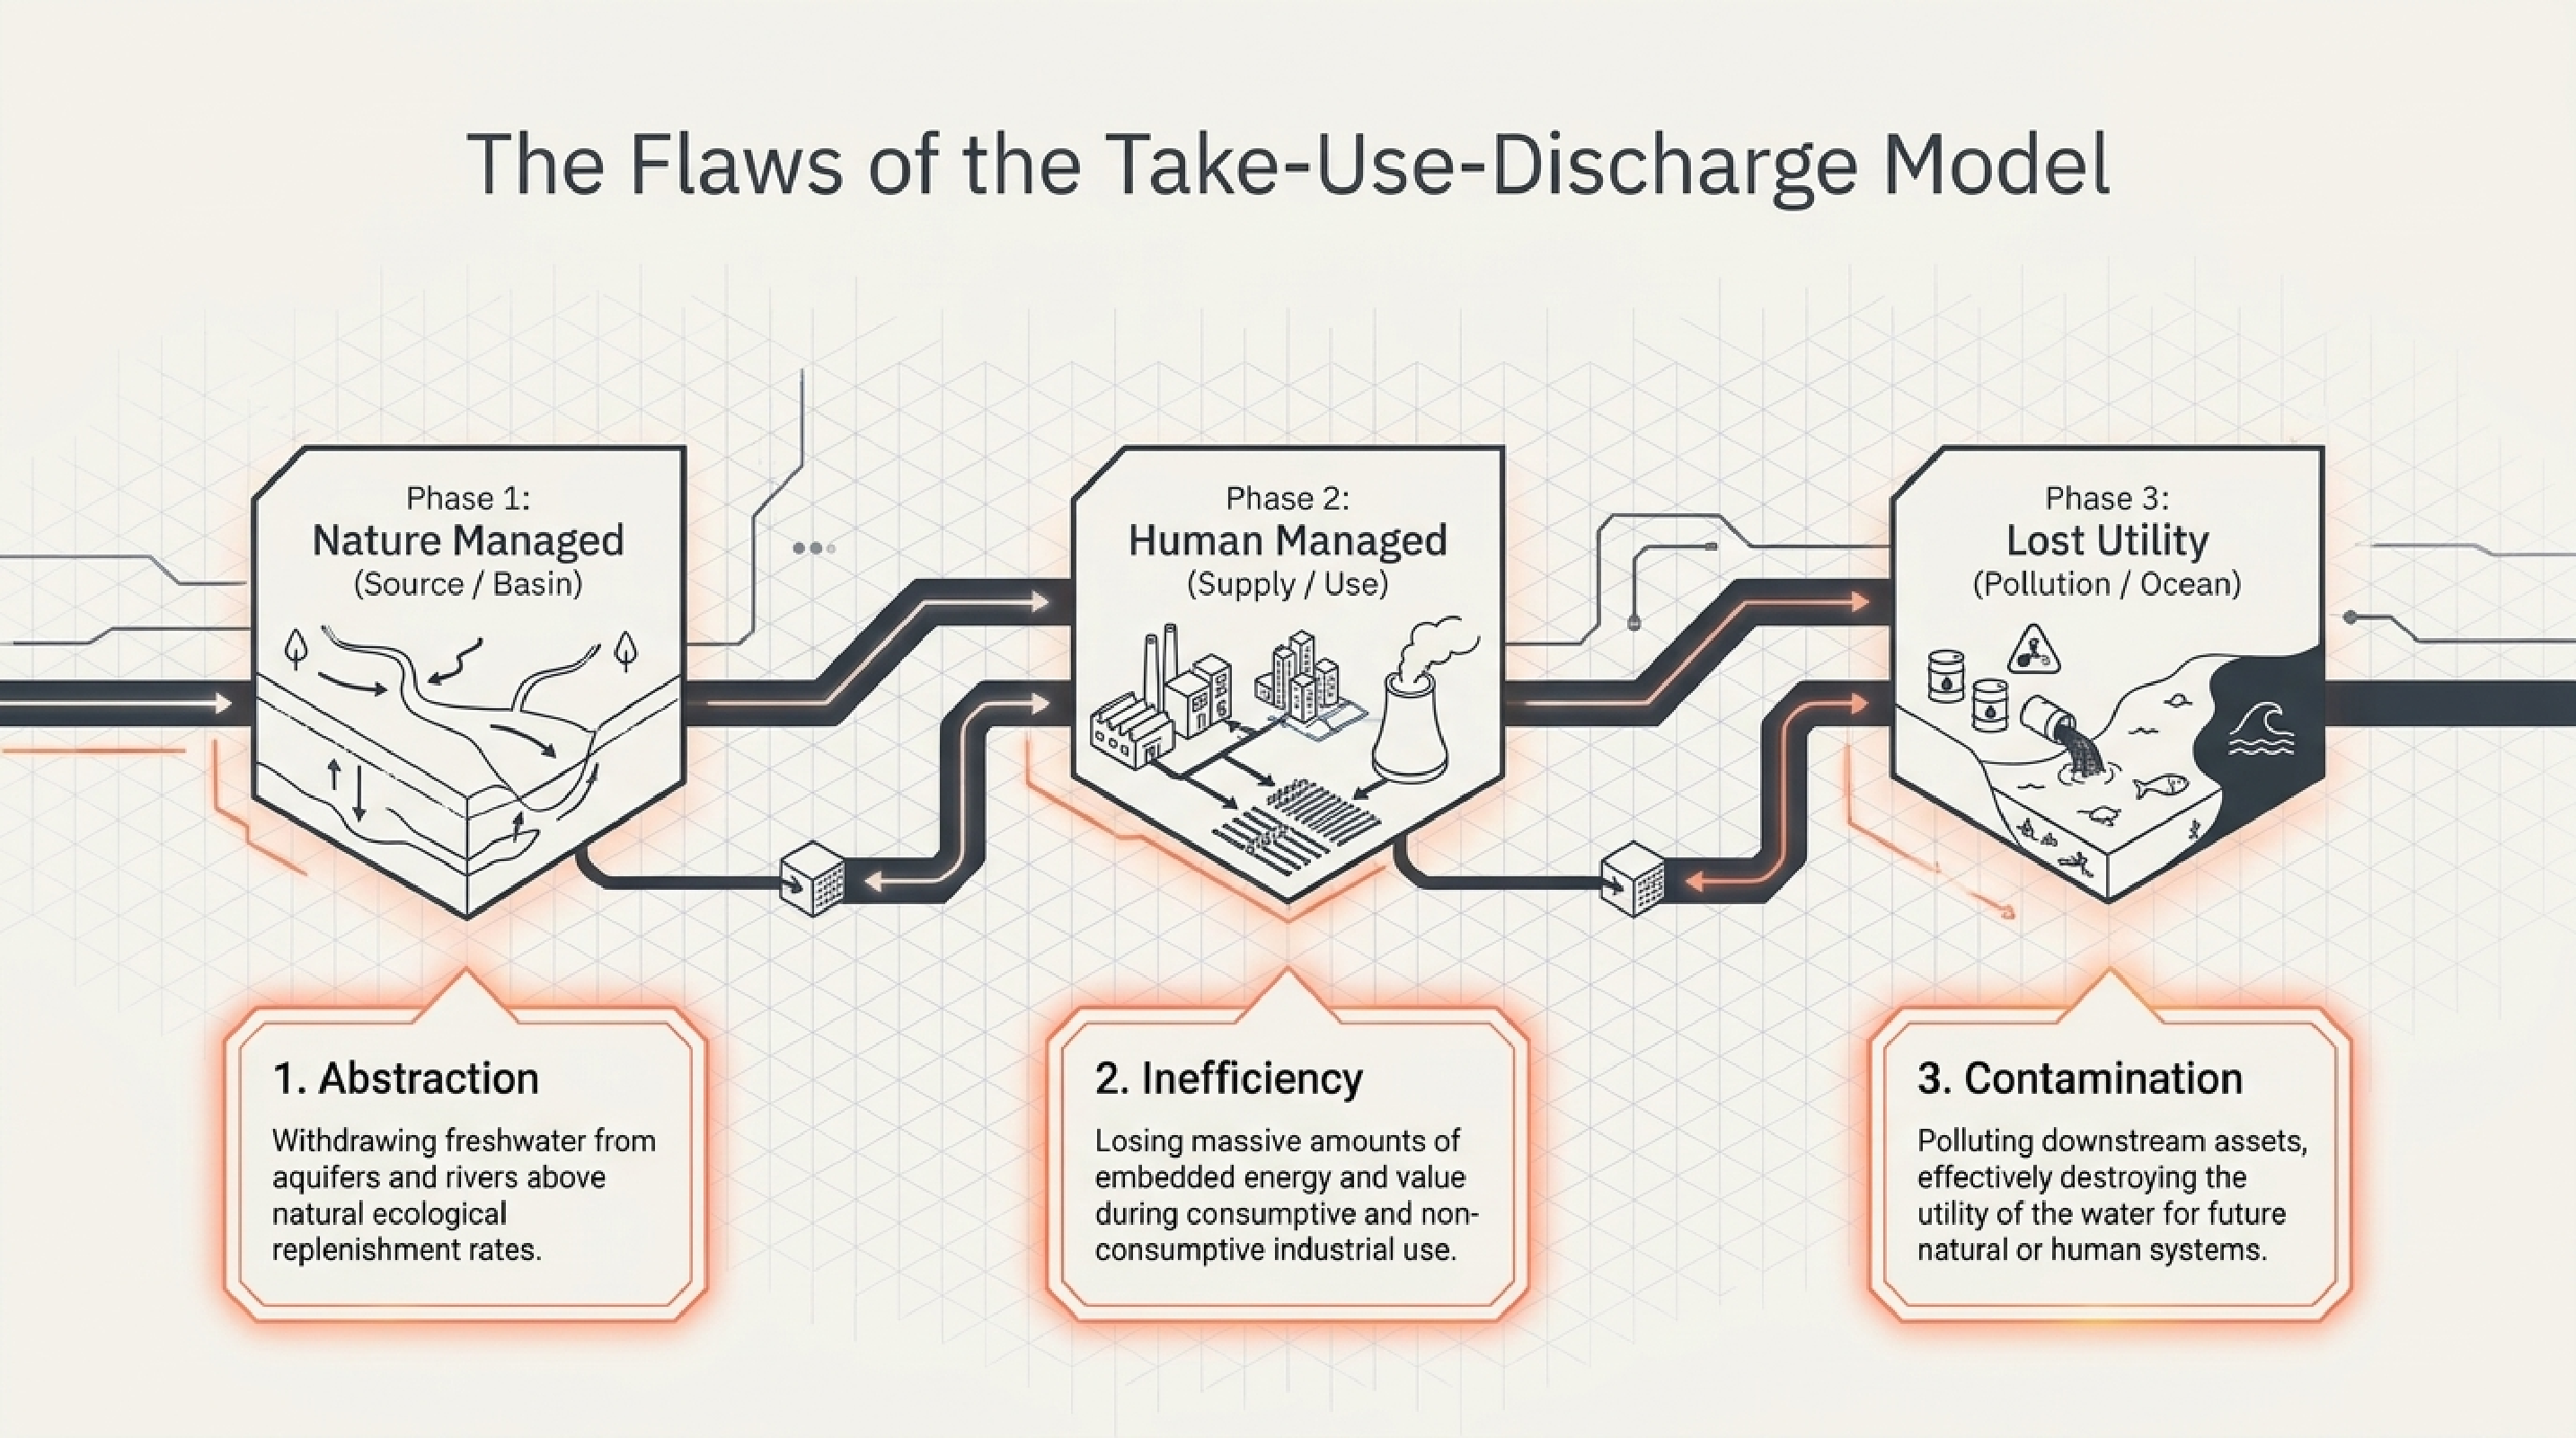 The Flaws of the Take-Use-Discharge Model
Phase 1:
Nature Managed
(Source / Basin)
Phase 2:
Human Managed
(Supply / Use)
Phase 3:
Lost Utility
(Pollution / Ocean)
1. Abstraction
Withdrawing freshwater from
aquifers and rivers above
natural ecological
replenishment rates.
2. Inefficiency
Losing massive amounts of
embedded energy and value
during consumptive and non-
consumptive industrial use.
3. Contamination
Polluting downstream assets,
effectively destroying the
utility of the water for future
natural or human systems.